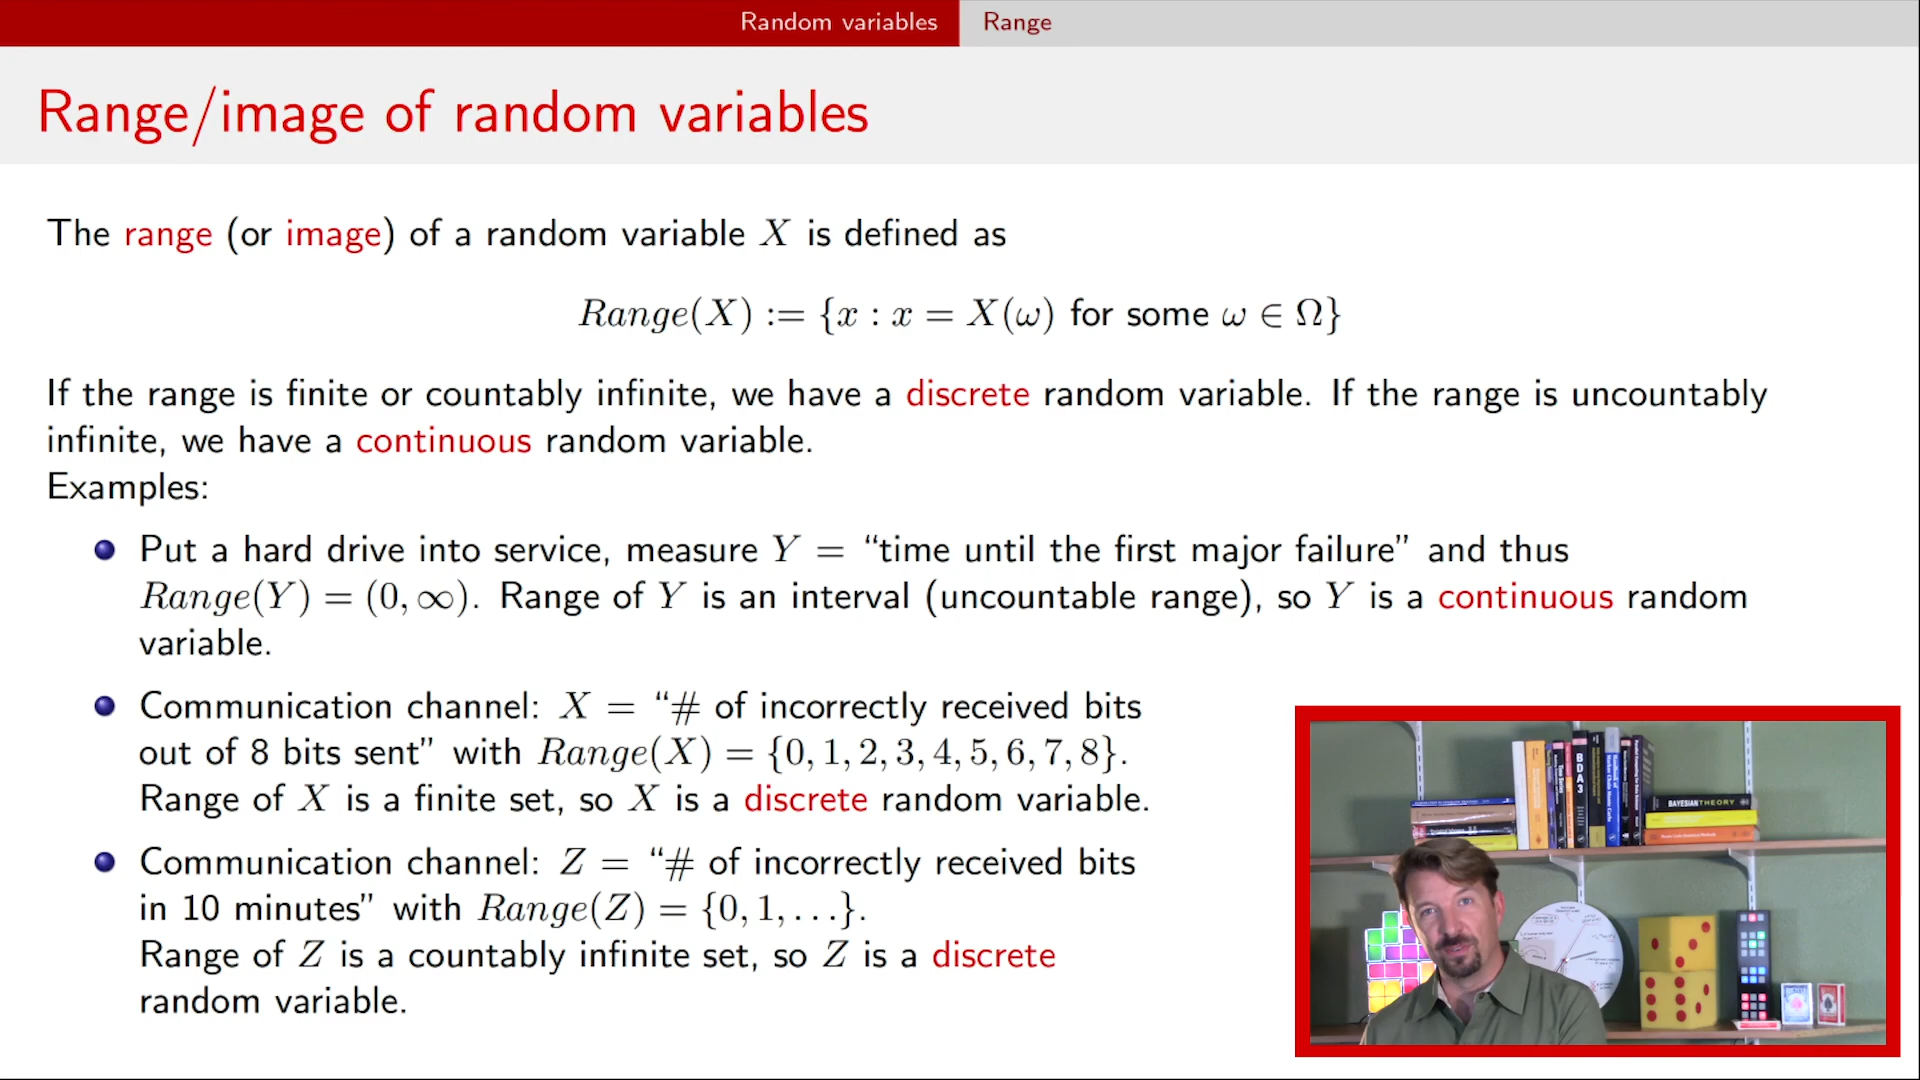 Random variables Range
Range/image of random variables
The range (or image) of a random variable X is defined as
Range(X) := {x : x = X(ω) for some ω ∈ Ω}
If the range is finite or countably infinite, we have a discrete random variable. If the range is uncountably
infinite, we have a continuous random variable.
Examples:
Put a hard drive into service, measure Y = “time until the first major failure” and thus
Range(Y) = (0, ∞). Range of Y is an interval (uncountable range), so Y is a continuous random
variable.
Communication channel: X = “# of incorrectly received bits
out of 8 bits sent” with Range(X) = {0, 1, 2, 3, 4, 5, 6, 7, 8}.
Range of X is a finite set, so X is a discrete random variable.
Communication channel: Z = “# of incorrectly received bits
in 10 minutes” with Range(Z) = {0, 1, . . .}.
Range of Z is a countably infinite set, so Z is a discrete
random variable.
BDA3
BAYESIAN THEORY